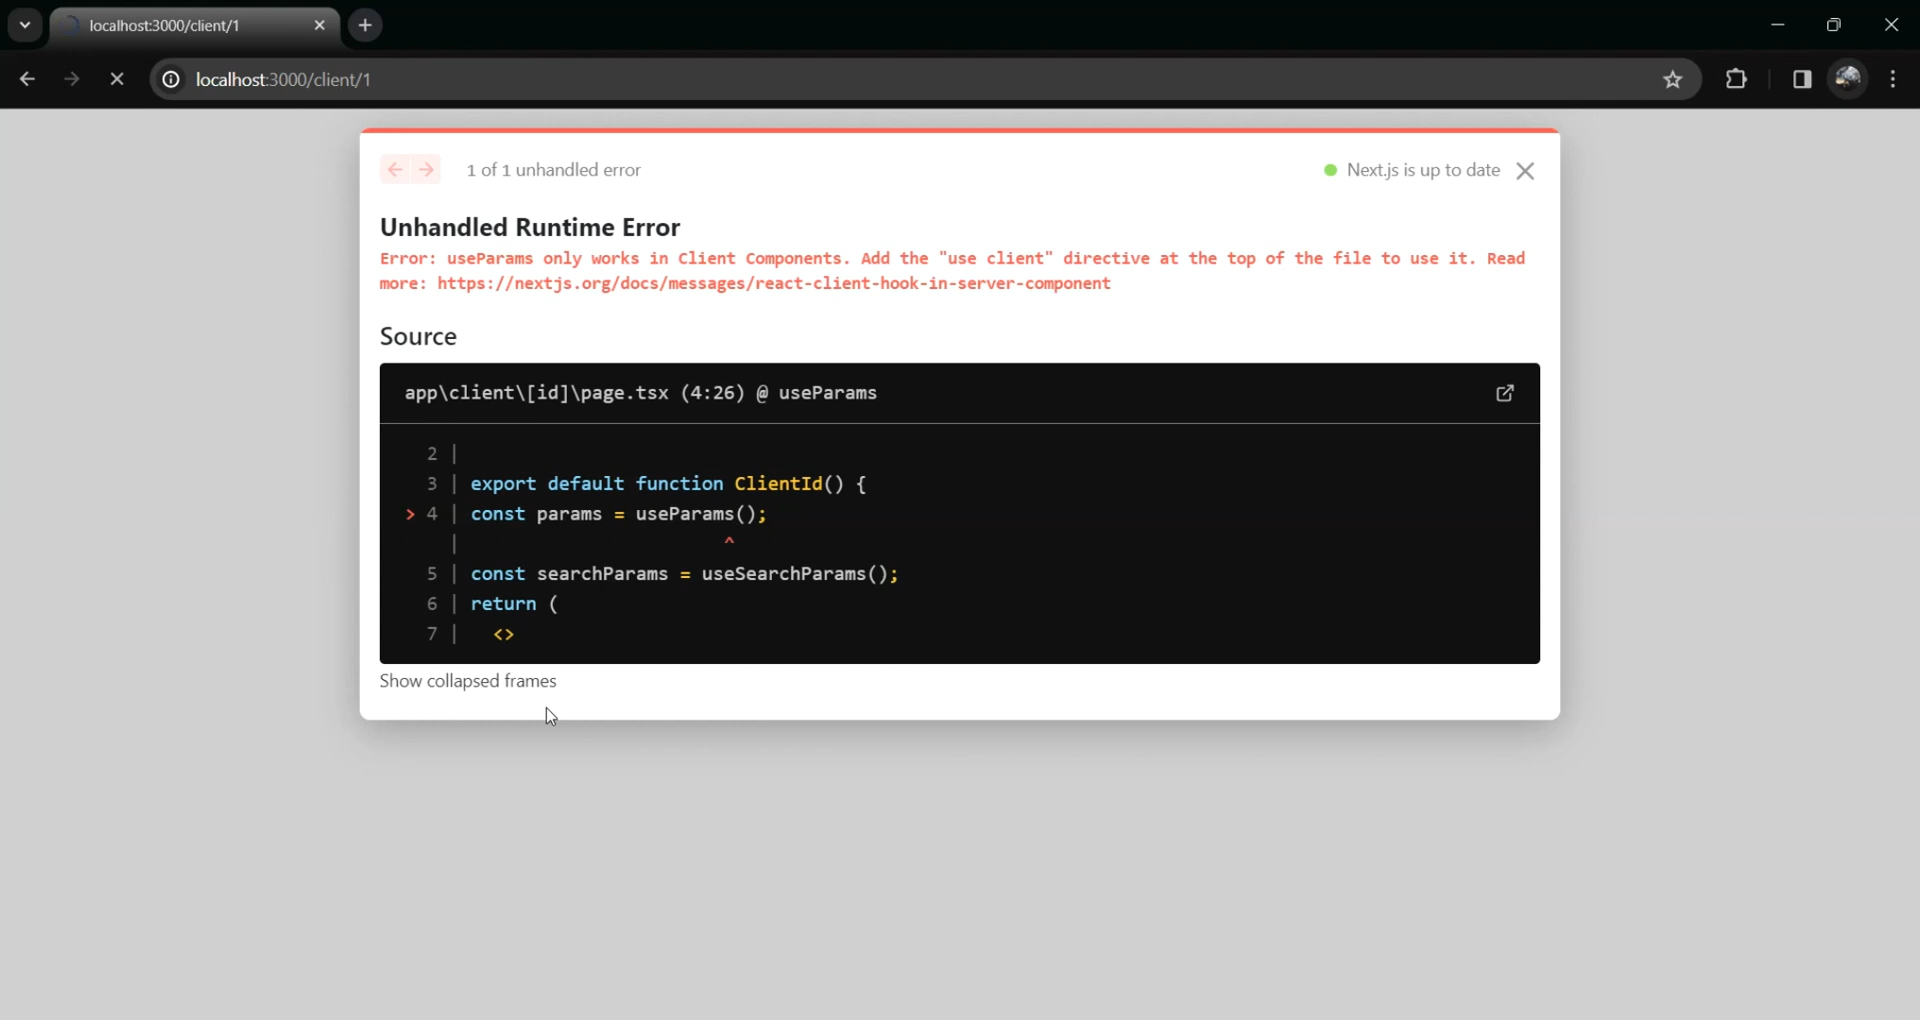 localhost:3000/client/1
localhost:3000/client/1
1 of 1 unhandled error
Next.js is up to date
Unhandled Runtime Error
Error: useParams only works in Client Components. Add the "use client" directive at the top of the file to use it. Read
more: https://nextjs.org/docs/messages/react-client-hook-in-server-component
Source
app\client\[id]\page.tsx (4:26) @ useParams
2 |
3 | export default function ClientId() {
> 4 | const params = useParams();
| ^
5 | const searchParams = useSearchParams();
6 | return (
7 | <>
Show collapsed frames